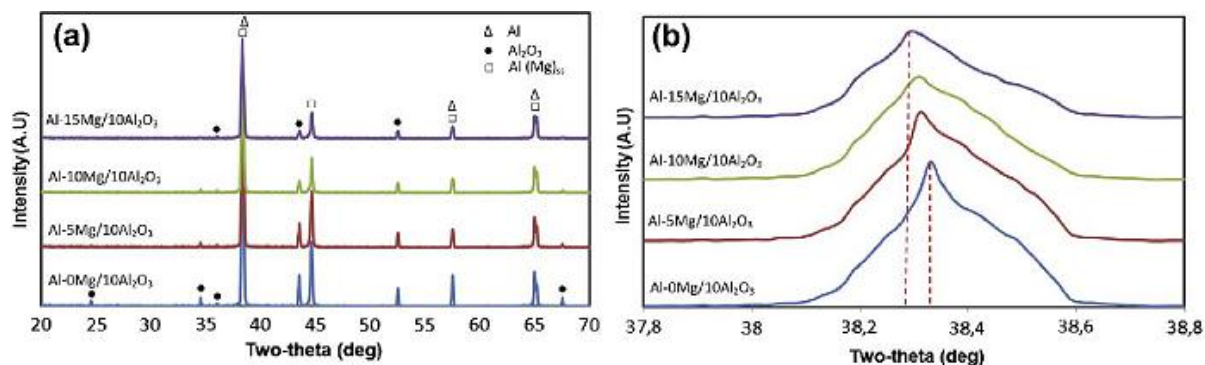 (a)
Intensity (A.U)
Al
Al₂O₃
Al (Mg)ss
Al-15Mg/10Al₂O₃
Al-10Mg/10Al₂O₃
Al-5Mg/10Al₂O₃
Al-0Mg/10Al₂O₃
20 25 30 35 40 45 50 55 60 65 70
Two-theta (deg)
(b)
Intensity (A.U)
Al-15Mg/10Al₂O₃
Al-10Mg/10Al₂O₃
Al-5Mg/10Al₂O₃
Al-0Mg/10Al₂O₃
37,8 38 38,2 38,4 38,6 38,8
Two-theta (deg)